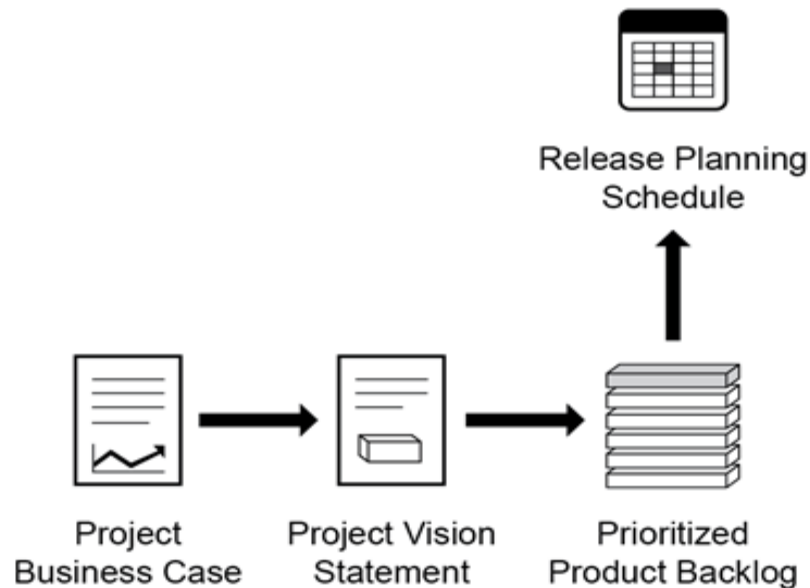 Release Planning
Schedule
Project
Business Case
Project Vision
Statement
Prioritized
Product Backlog